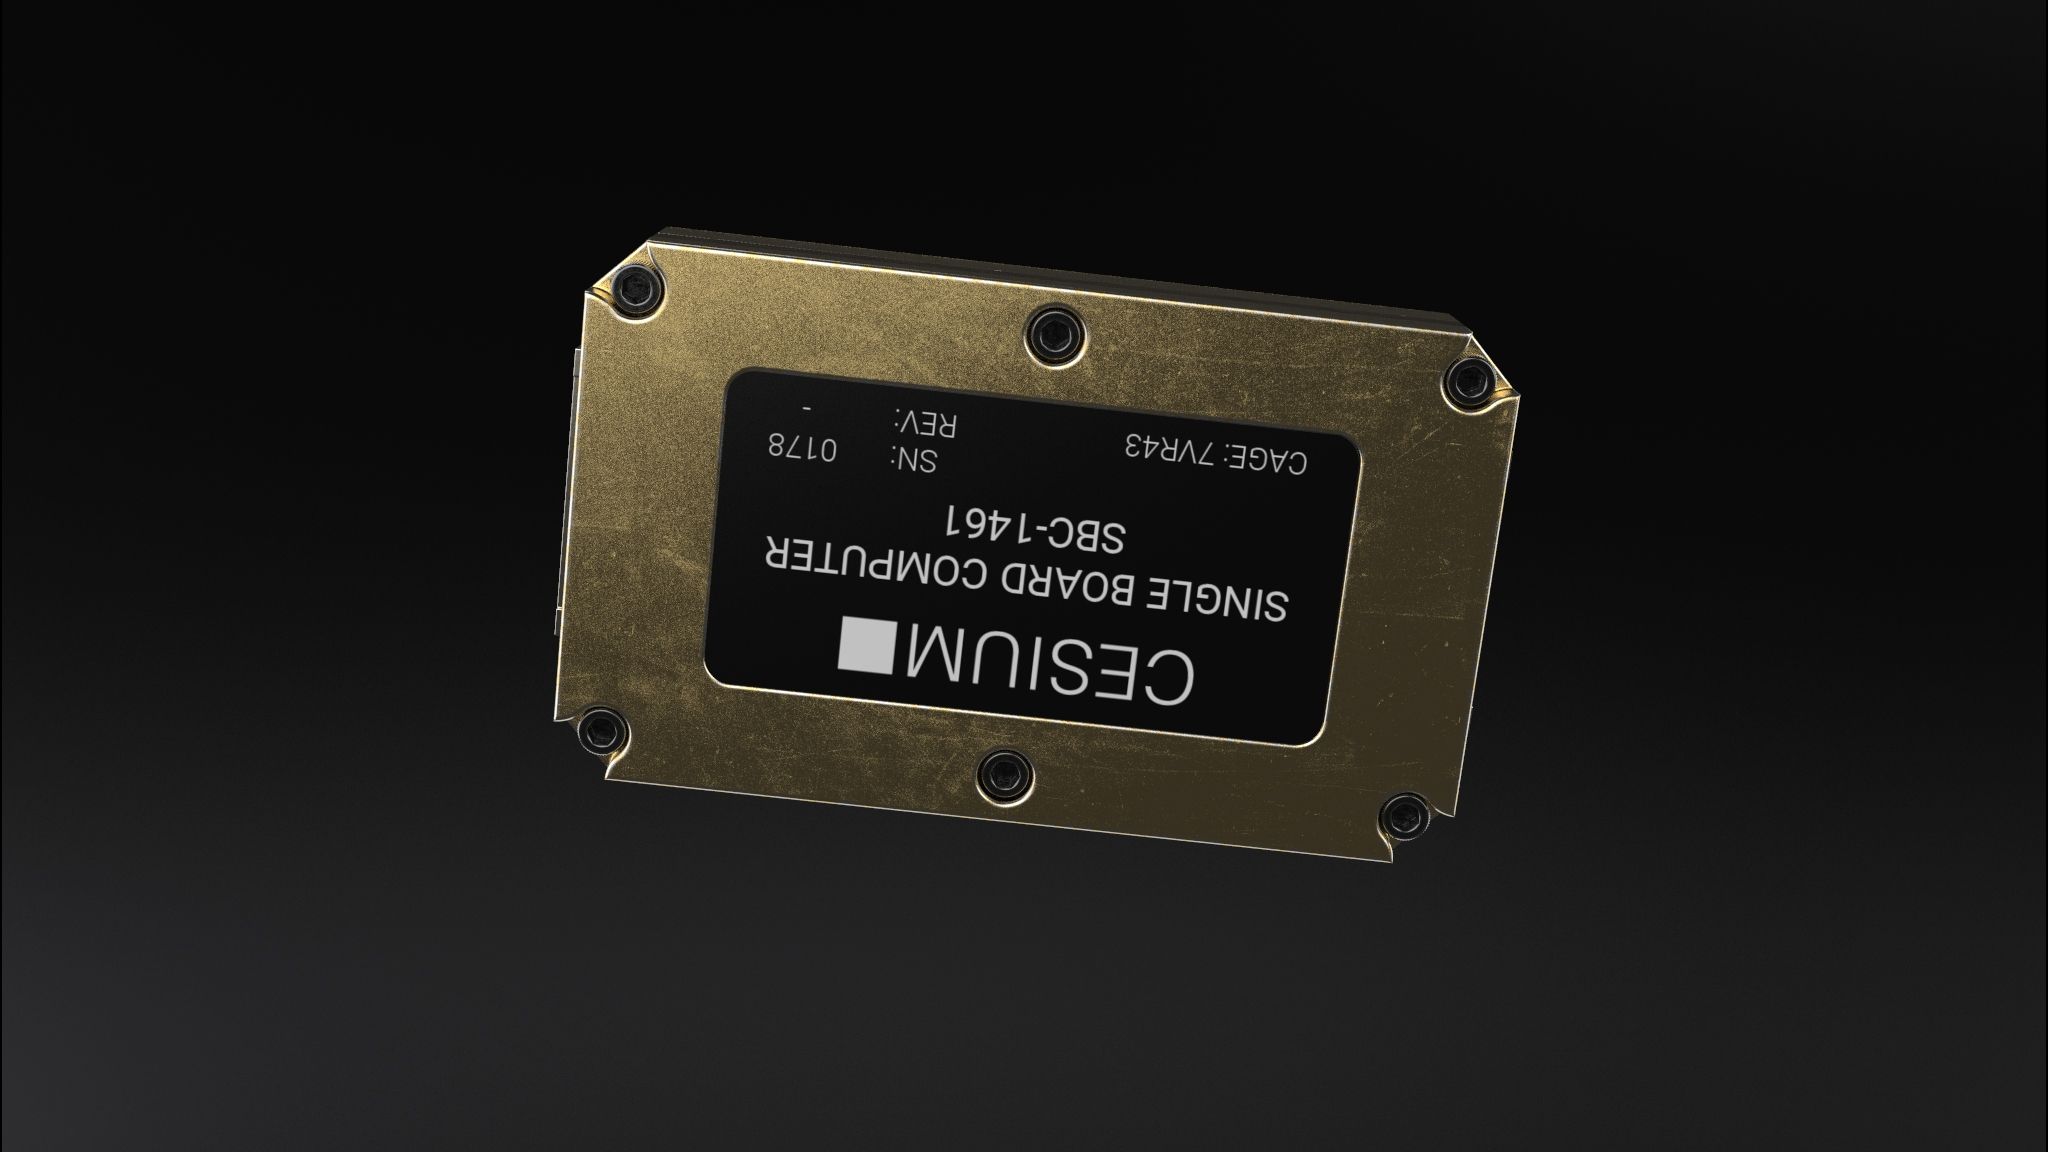 CESIUM
SINGLE BOARD COMPUTER
SBC-1461
CAGE: 7VR43 SN: 0178
REV: -